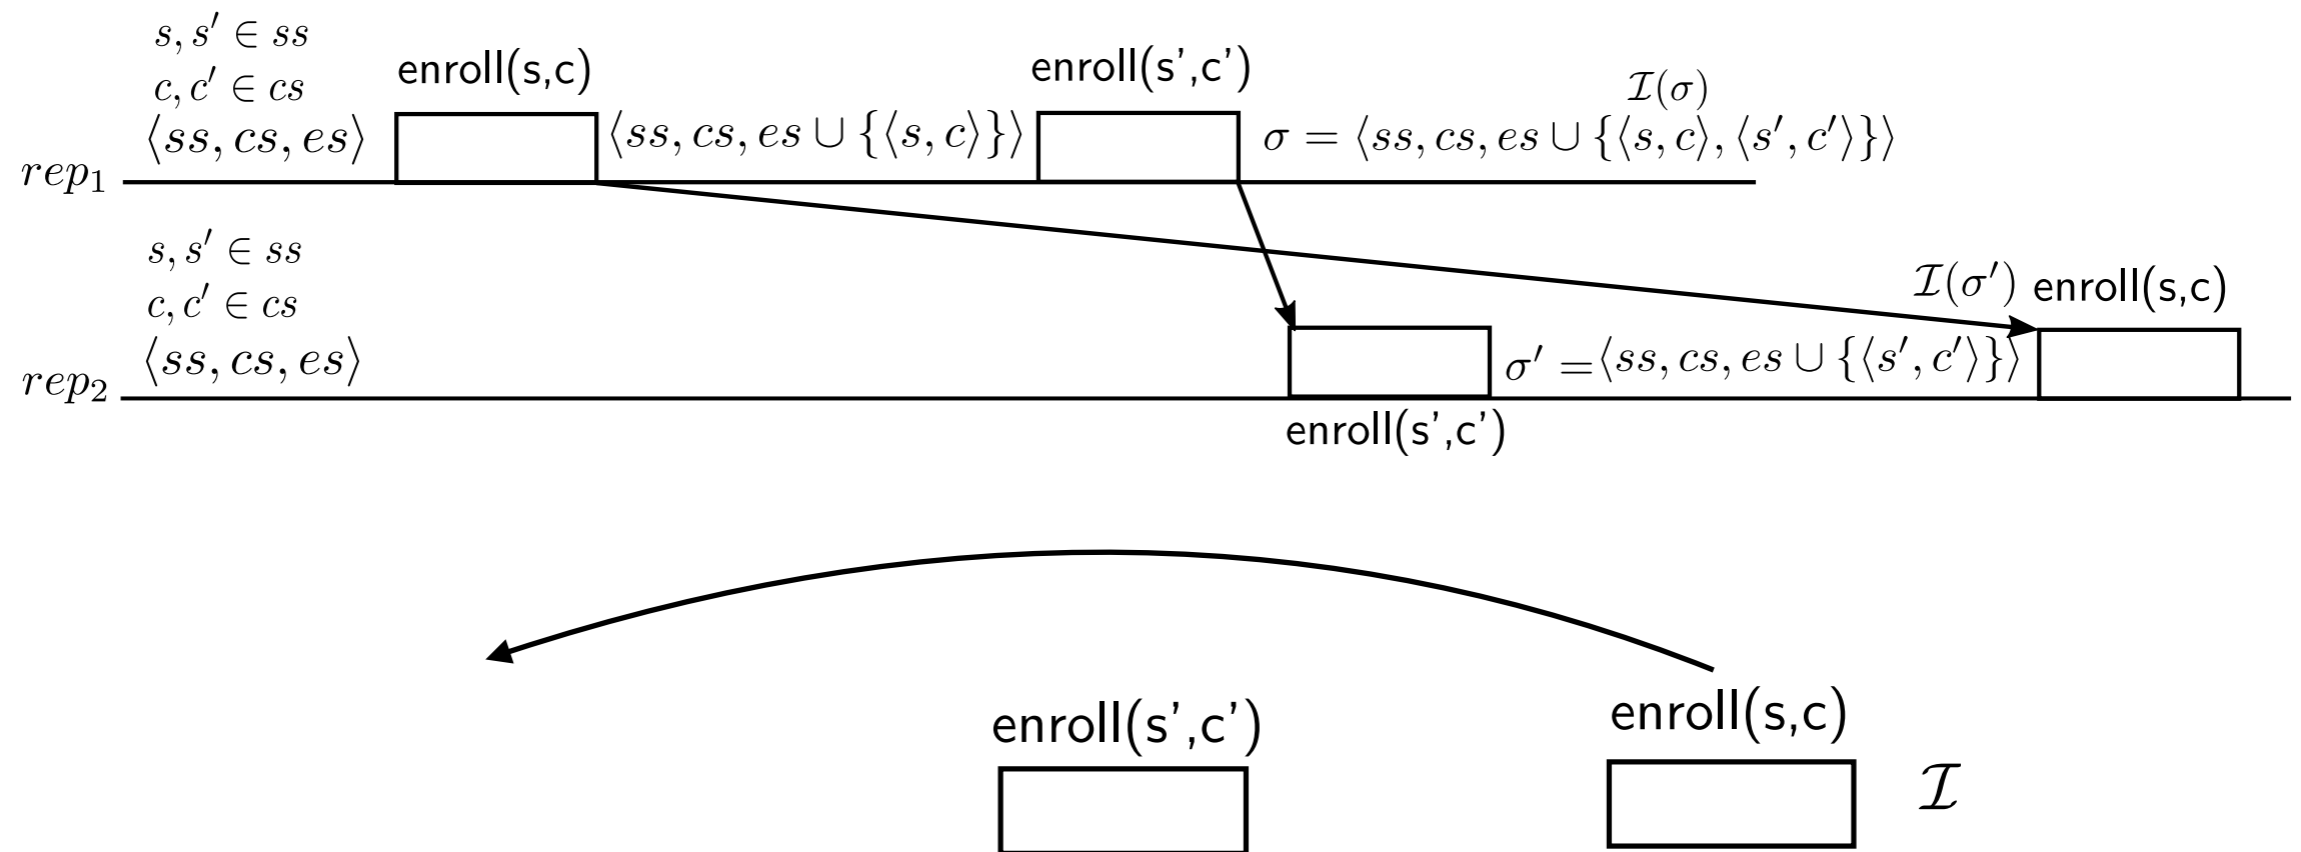 s, s′ ∈ ss
c, c′ ∈ cs
⟨ss, cs, es⟩
enroll(s,c)
⟨ss, cs, es ∪ {⟨s, c⟩}⟩
enroll(s',c')
I(σ)
σ = ⟨ss, cs, es ∪ {⟨s, c⟩, ⟨s′, c′⟩}⟩
rep₁
s, s′ ∈ ss
c, c′ ∈ cs
⟨ss, cs, es⟩
rep₂
enroll(s',c')
I(σ′)
σ′ =⟨ss, cs, es ∪ {⟨s′, c′⟩}⟩
enroll(s,c)
enroll(s',c')
enroll(s,c)
I